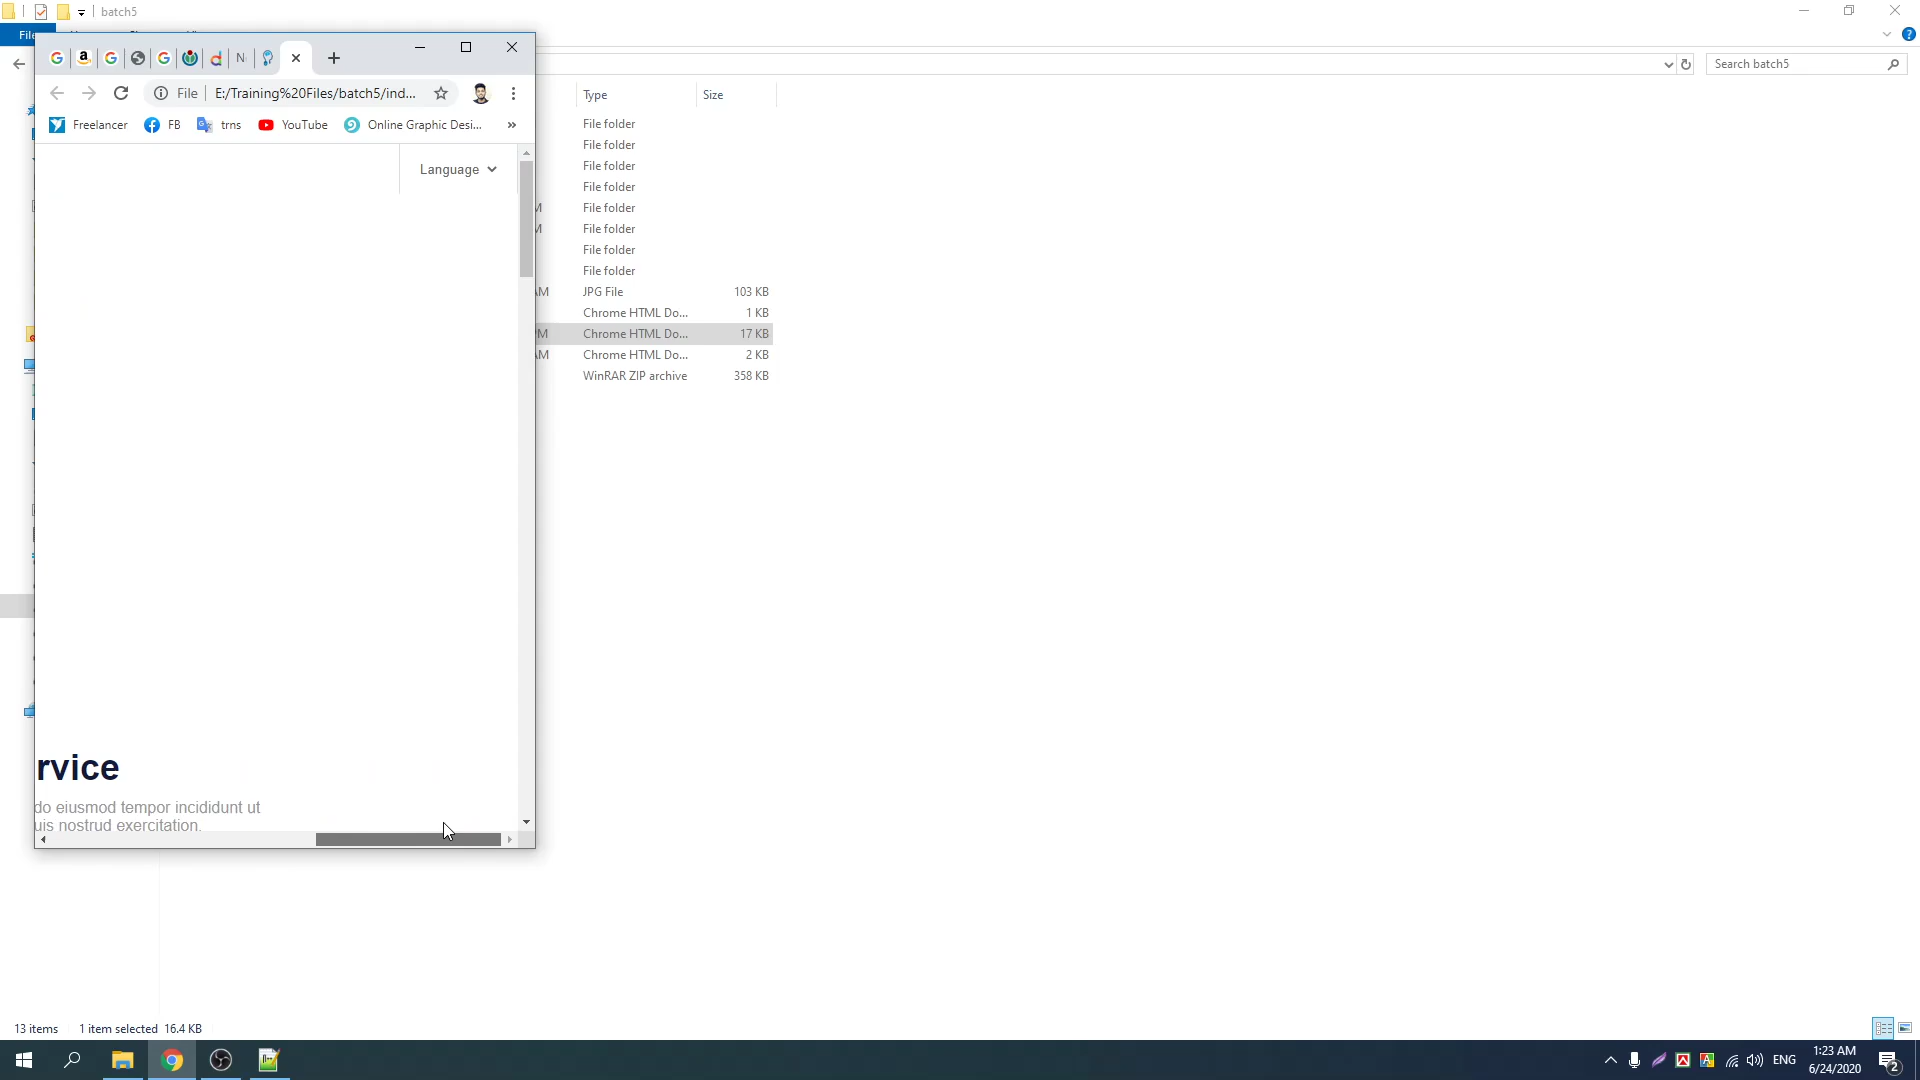 batch5
File
File E:/Training%20Files/batch5/ind...
Search batch5
Freelancer FB trns YouTube Online Graphic Desi... »
Type Size
File folder
File folder
File folder
File folder
File folder
File folder
File folder
File folder
AM JPG File 103 KB
Chrome HTML Do... 1 KB
PM Chrome HTML Do... 17 KB
AM Chrome HTML Do... 2 KB
WinRAR ZIP archive 358 KB
Language
rvice
do eiusmod tempor incididunt ut
uis nostrud exercitation.
13 items 1 item selected 16.4 KB
ENG
1:23 AM
6/24/2020
2